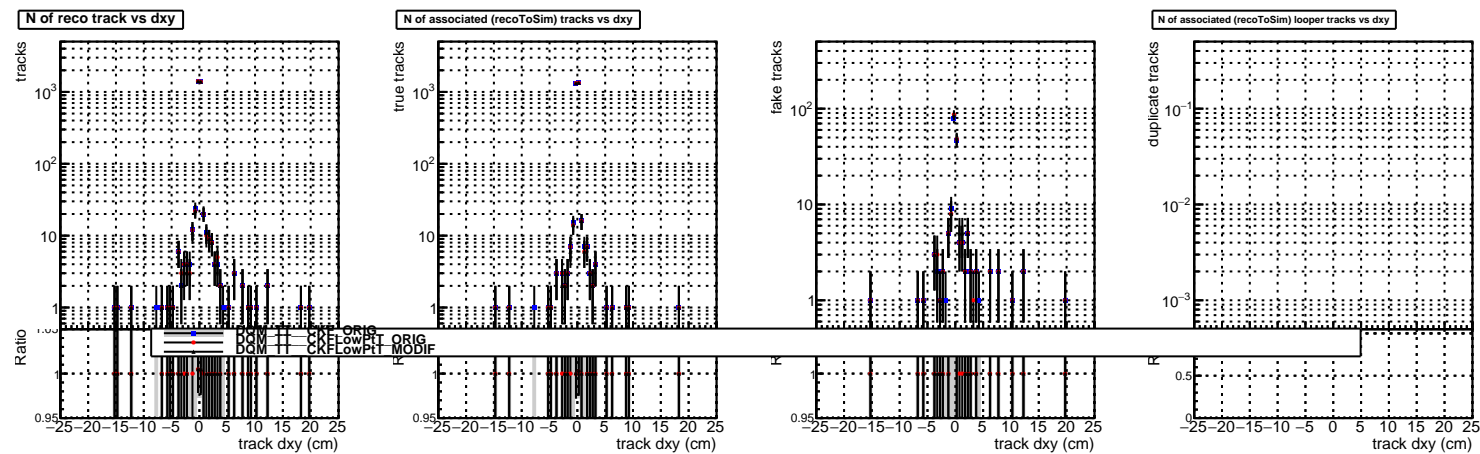 N of reco track vs dxy
N of associated (recoToSim) tracks vs dxy
N of associated (recoToSim) looper tracks vs dxy
tracks
10³
10²
10
1
true tracks
10³
10²
10
1
fake tracks
10²
10
1
duplicate tracks
10⁻¹
10⁻²
10⁻³
DQM_TT__CKF_ORIG
DQM_TT__CKFLowPtT_ORIG
DQM_TT__CKFLowPtT_MODIF
Ratio
1
0.95
1
0.95
1
0.95
0.5
0
−25 −20 −15 −10 −5 0 5 10 15 20 25
track dxy (cm)
−25 −20 −15 −10 −5 0 5 10 15 20 25
track dxy (cm)
−25 −20 −15 −10 −5 0 5 10 15 20 25
track dxy (cm)
−25 −20 −15 −10 −5 0 5 10 15 20 25
track dxy (cm)